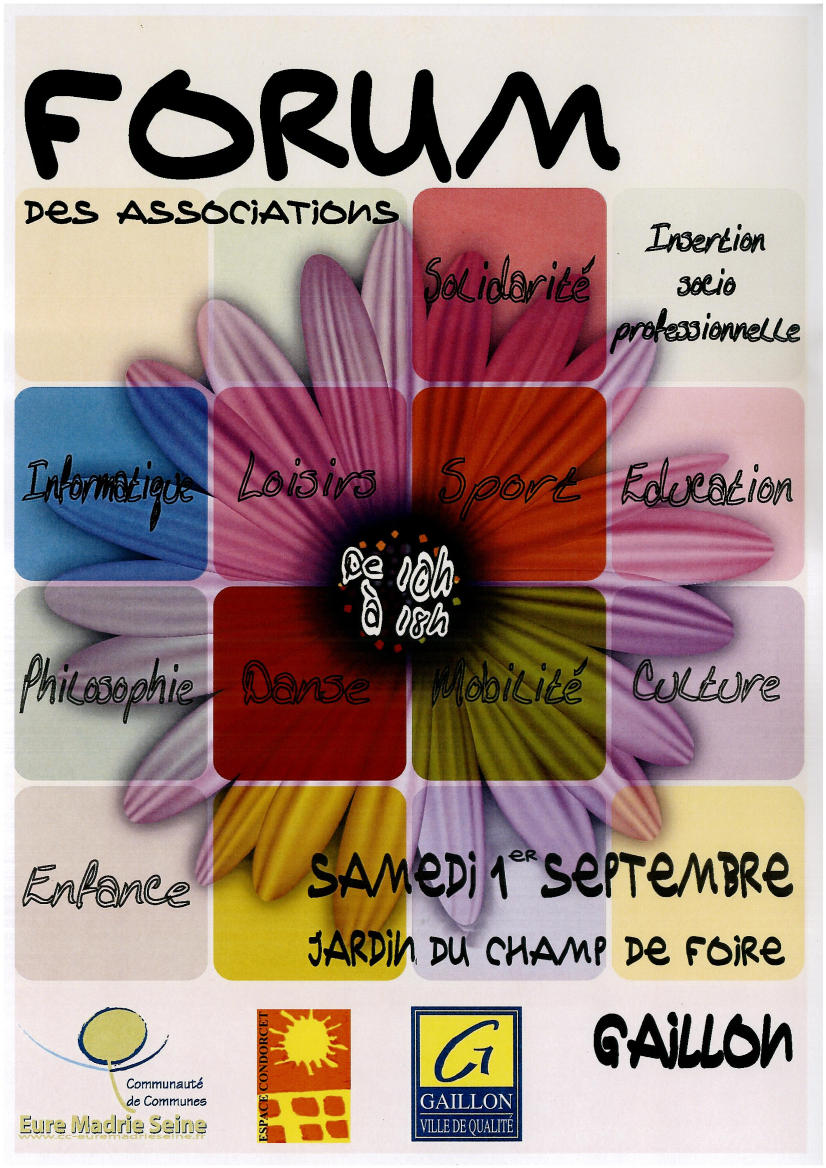 FORUM
DES ASSOCIATIONS
Solidarité
Insertion
socio
professionnelle
Informatique
Loisirs
Sport
Education
De 10h
à 18h
Philosophie
Danse
Mobilité
Culture
Enfance
SAMEDI 1ER SEPTEMBRE
JARDIN DU CHAMP DE FOIRE
GAILLON
Communauté
de Communes
Eure Madrie Seine
www.cc-euremadrieseine.fr
ESPACE CONDORCET
G
GAILLON
VILLE DE QUALITÉ